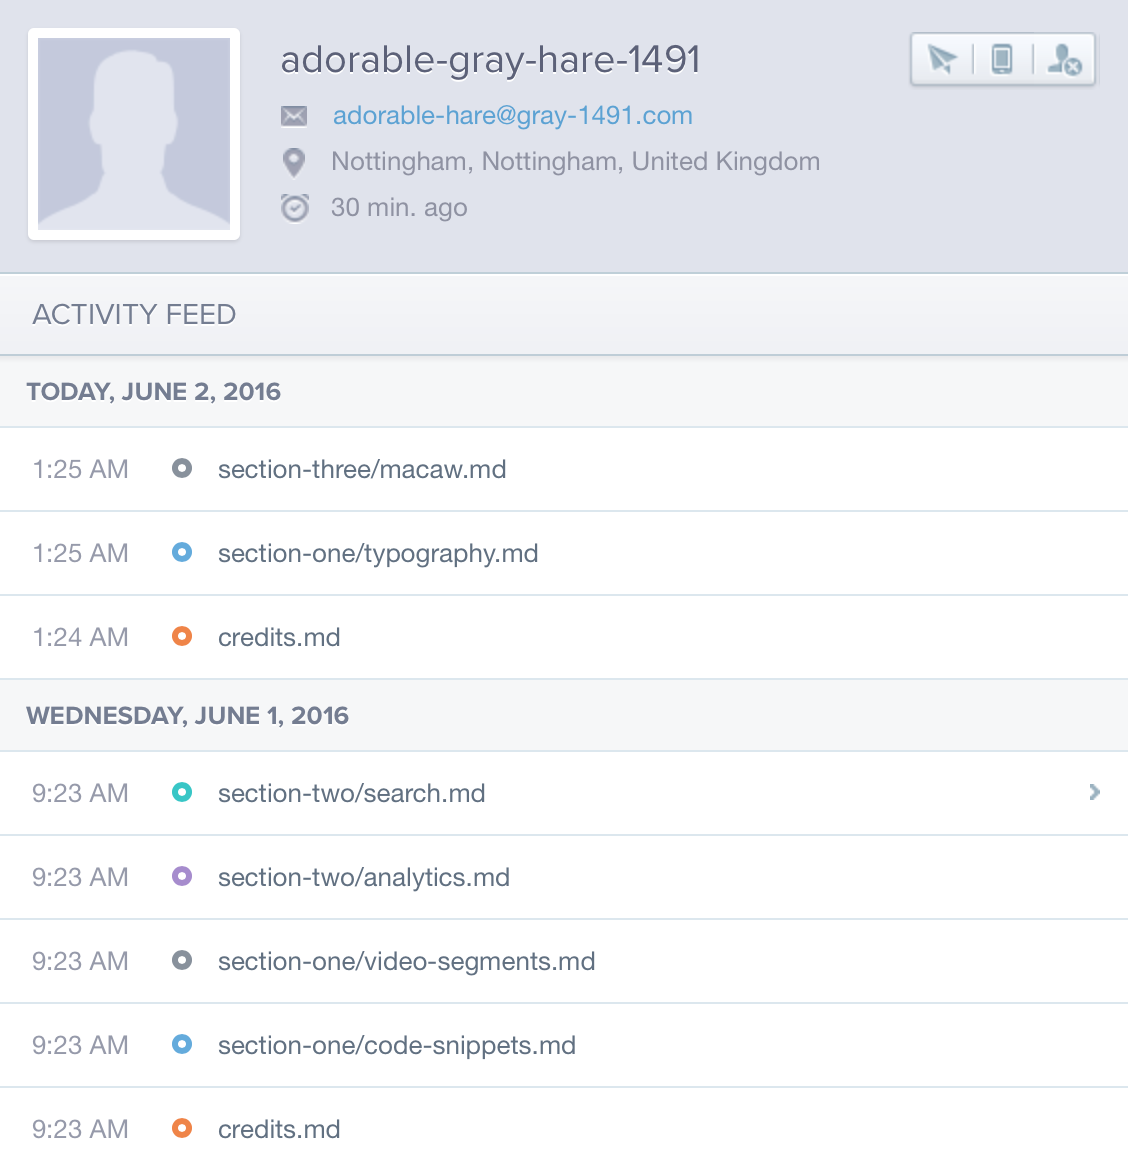 adorable-gray-hare-1491
adorable-hare@gray-1491.com
Nottingham, Nottingham, United Kingdom
30 min. ago
ACTIVITY FEED
TODAY, JUNE 2, 2016
1:25 AM section-three/macaw.md
1:25 AM section-one/typography.md
1:24 AM credits.md
WEDNESDAY, JUNE 1, 2016
9:23 AM section-two/search.md
9:23 AM section-two/analytics.md
9:23 AM section-one/video-segments.md
9:23 AM section-one/code-snippets.md
9:23 AM credits.md